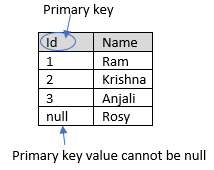 Primary key
Id Name
1 Ram
2 Krishna
3 Anjali
null Rosy
Primary key value cannot be null